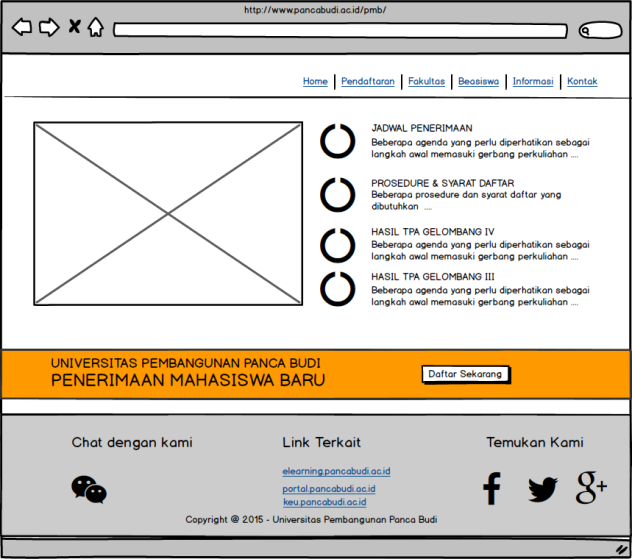 http://www.pancabudi.ac.id/pmb/
Home Pendaftaran Fakultas Beasiswa Informasi Kontak
JADWAL PENERIMAAN
Beberapa agenda yang perlu diperhatikan sebagai
langkah awal memasuki gerbang perkuliahan ....
PROSEDURE & SYARAT DAFTAR
Beberapa prosedure dan syarat daftar yang
dibutuhkan ....
HASIL TPA GELOMBANG IV
Beberapa agenda yang perlu diperhatikan sebagai
langkah awal memasuki gerbang perkuliahan ....
HASIL TPA GELOMBANG III
Beberapa agenda yang perlu diperhatikan sebagai
langkah awal memasuki gerbang perkuliahan ....
UNIVERSITAS PEMBANGUNAN PANCA BUDI
PENERIMAAN MAHASISWA BARU
Daftar Sekarang
Chat dengan kami
Link Terkait
elearning.pancabudi.ac.id
portal.pancabudi.ac.id
keu.pancabudi.ac.id
Temukan Kami
f g+
Copyright @ 2015 - Universitas Pembangunan Panca Budi